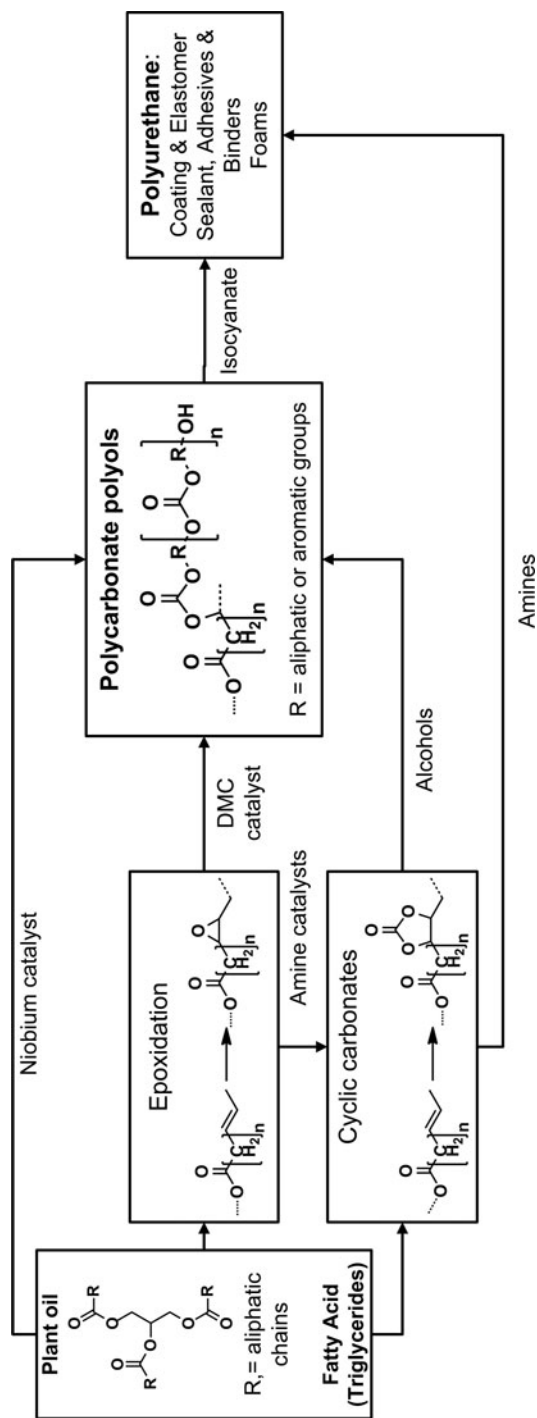 Plant oil
R,= aliphatic
chains
Fatty Acid
(Triglycerides)
Niobium catalyst
Epoxidation
DMC
catalyst
Amine catalysts
Cyclic carbonates
Alcohols
Amines
Polycarbonate polyols
R = aliphatic or aromatic groups
Isocyanate
Polyurethane:
Coating & Elastomer
Sealant, Adhesives &
Binders
Foams